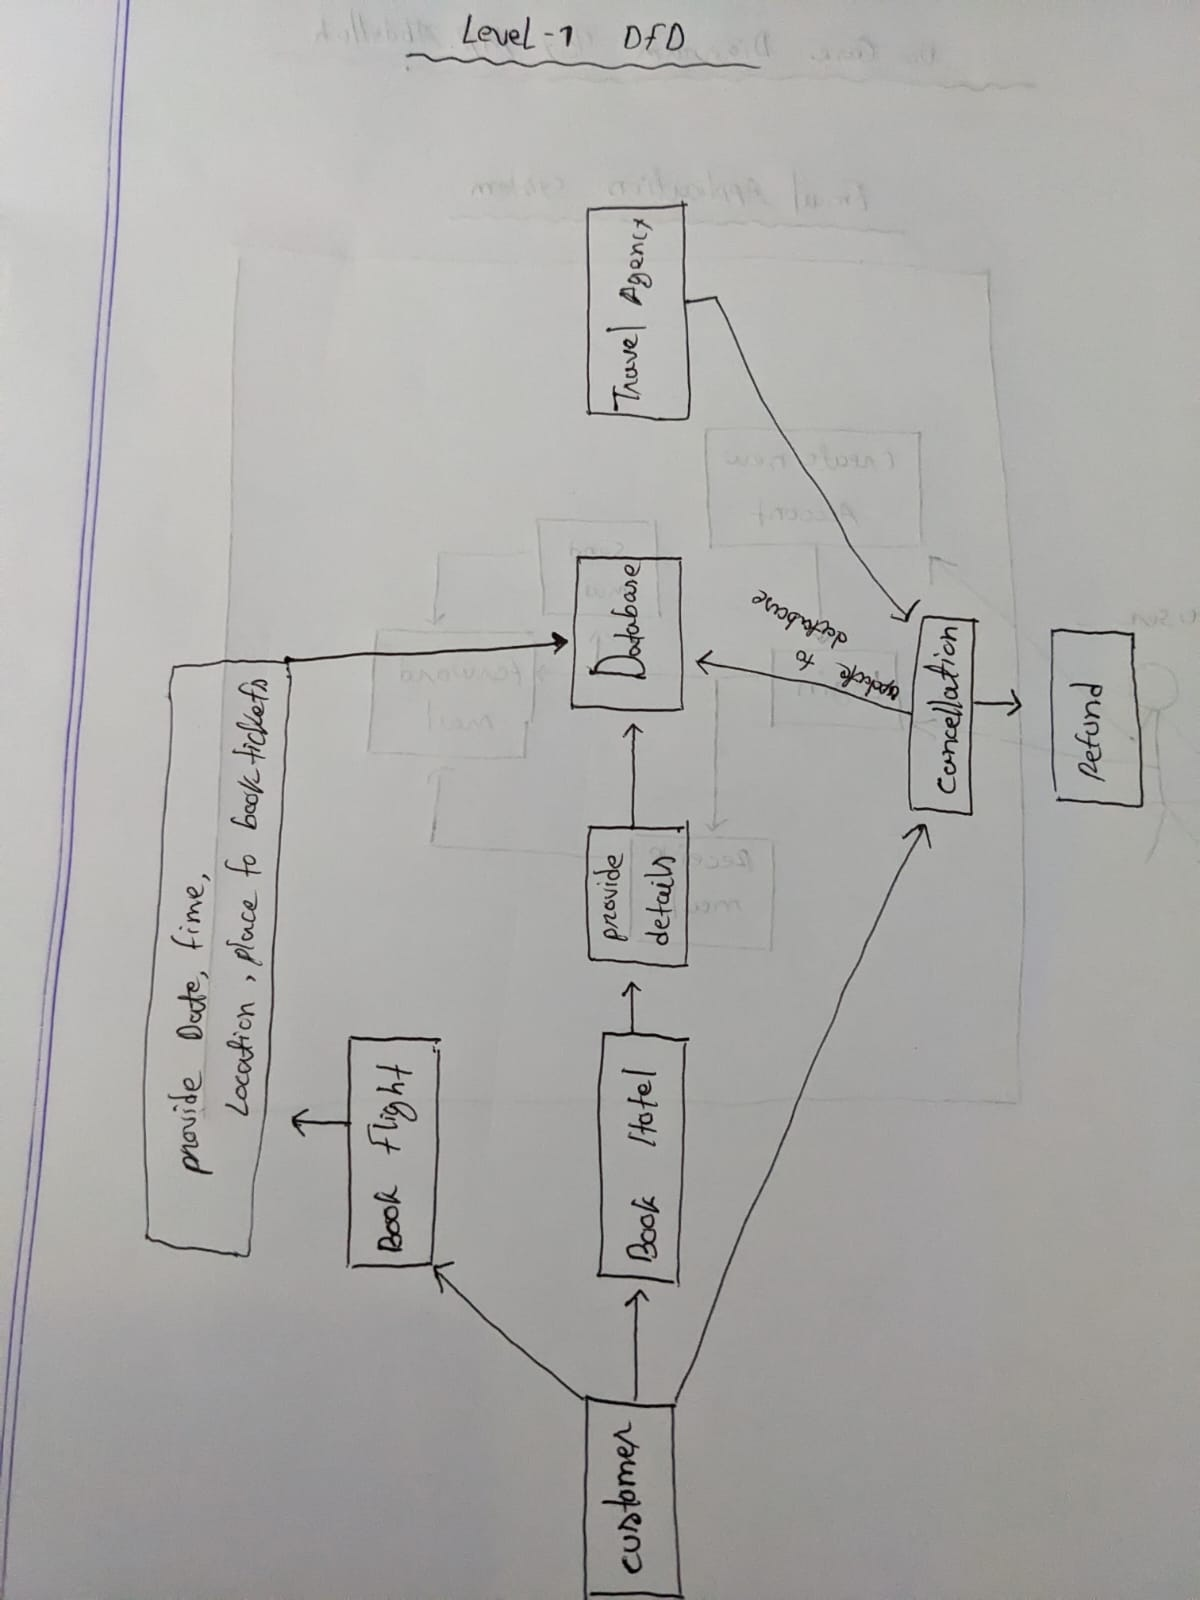 Level-1 DFD
Travel Agency
Database
update to
database
Cancellation
Refund
provide Date, time,
Location, place to book tickets
provide
details
Book Flight
Book Hotel
customer